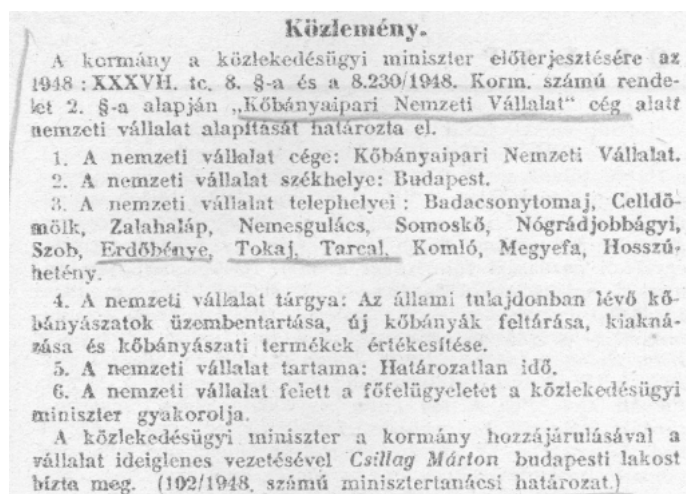 Közlemény.
A kormány a közlekedésügyi miniszter előterjesztésére az
1948 : XXXVII. tc. 8. §-a és a 8.230/1948. Korm. számú rende-
let 2. §-a alapján „Kőbányaipari Nemzeti Vállalat“ cég alatt
nemzeti vállalat alapítását határozta el.
1. A nemzeti vállalat cége: Kőbányaipari Nemzeti Vállalat.
2. A nemzeti vállalat székhelye: Budapest.
3. A nemzeti vállalat telephelyei : Badacsonytomaj, Celldö-
mölk, Zalahaláp, Nemesgulács, Somoskő, Nógrádjobbágyi,
Szob, Erdőbénye, Tokaj, Tarcal, Komló, Megyefa, Hosszú-
hetény.
4. A nemzeti vállalat tárgya: Az állami tulajdonban lévő kő-
bányászatok üzembentartása, új kőbányák feltárása, kiakná-
zása és kőbányászati termékek értékesítése.
5. A nemzeti vállalat tartama: Határozatlan idő.
6. A nemzeti vállalat felett a főfelügyeletet a közlekedésügyi
miniszter gyakorolja.
A közlekedésügyi miniszter a kormány hozzájárulásával a
vállalat ideiglenes vezetésével Csillag Márton budapesti lakost
bízta meg. (102/1948. számú minisztertanácsi határozat.)